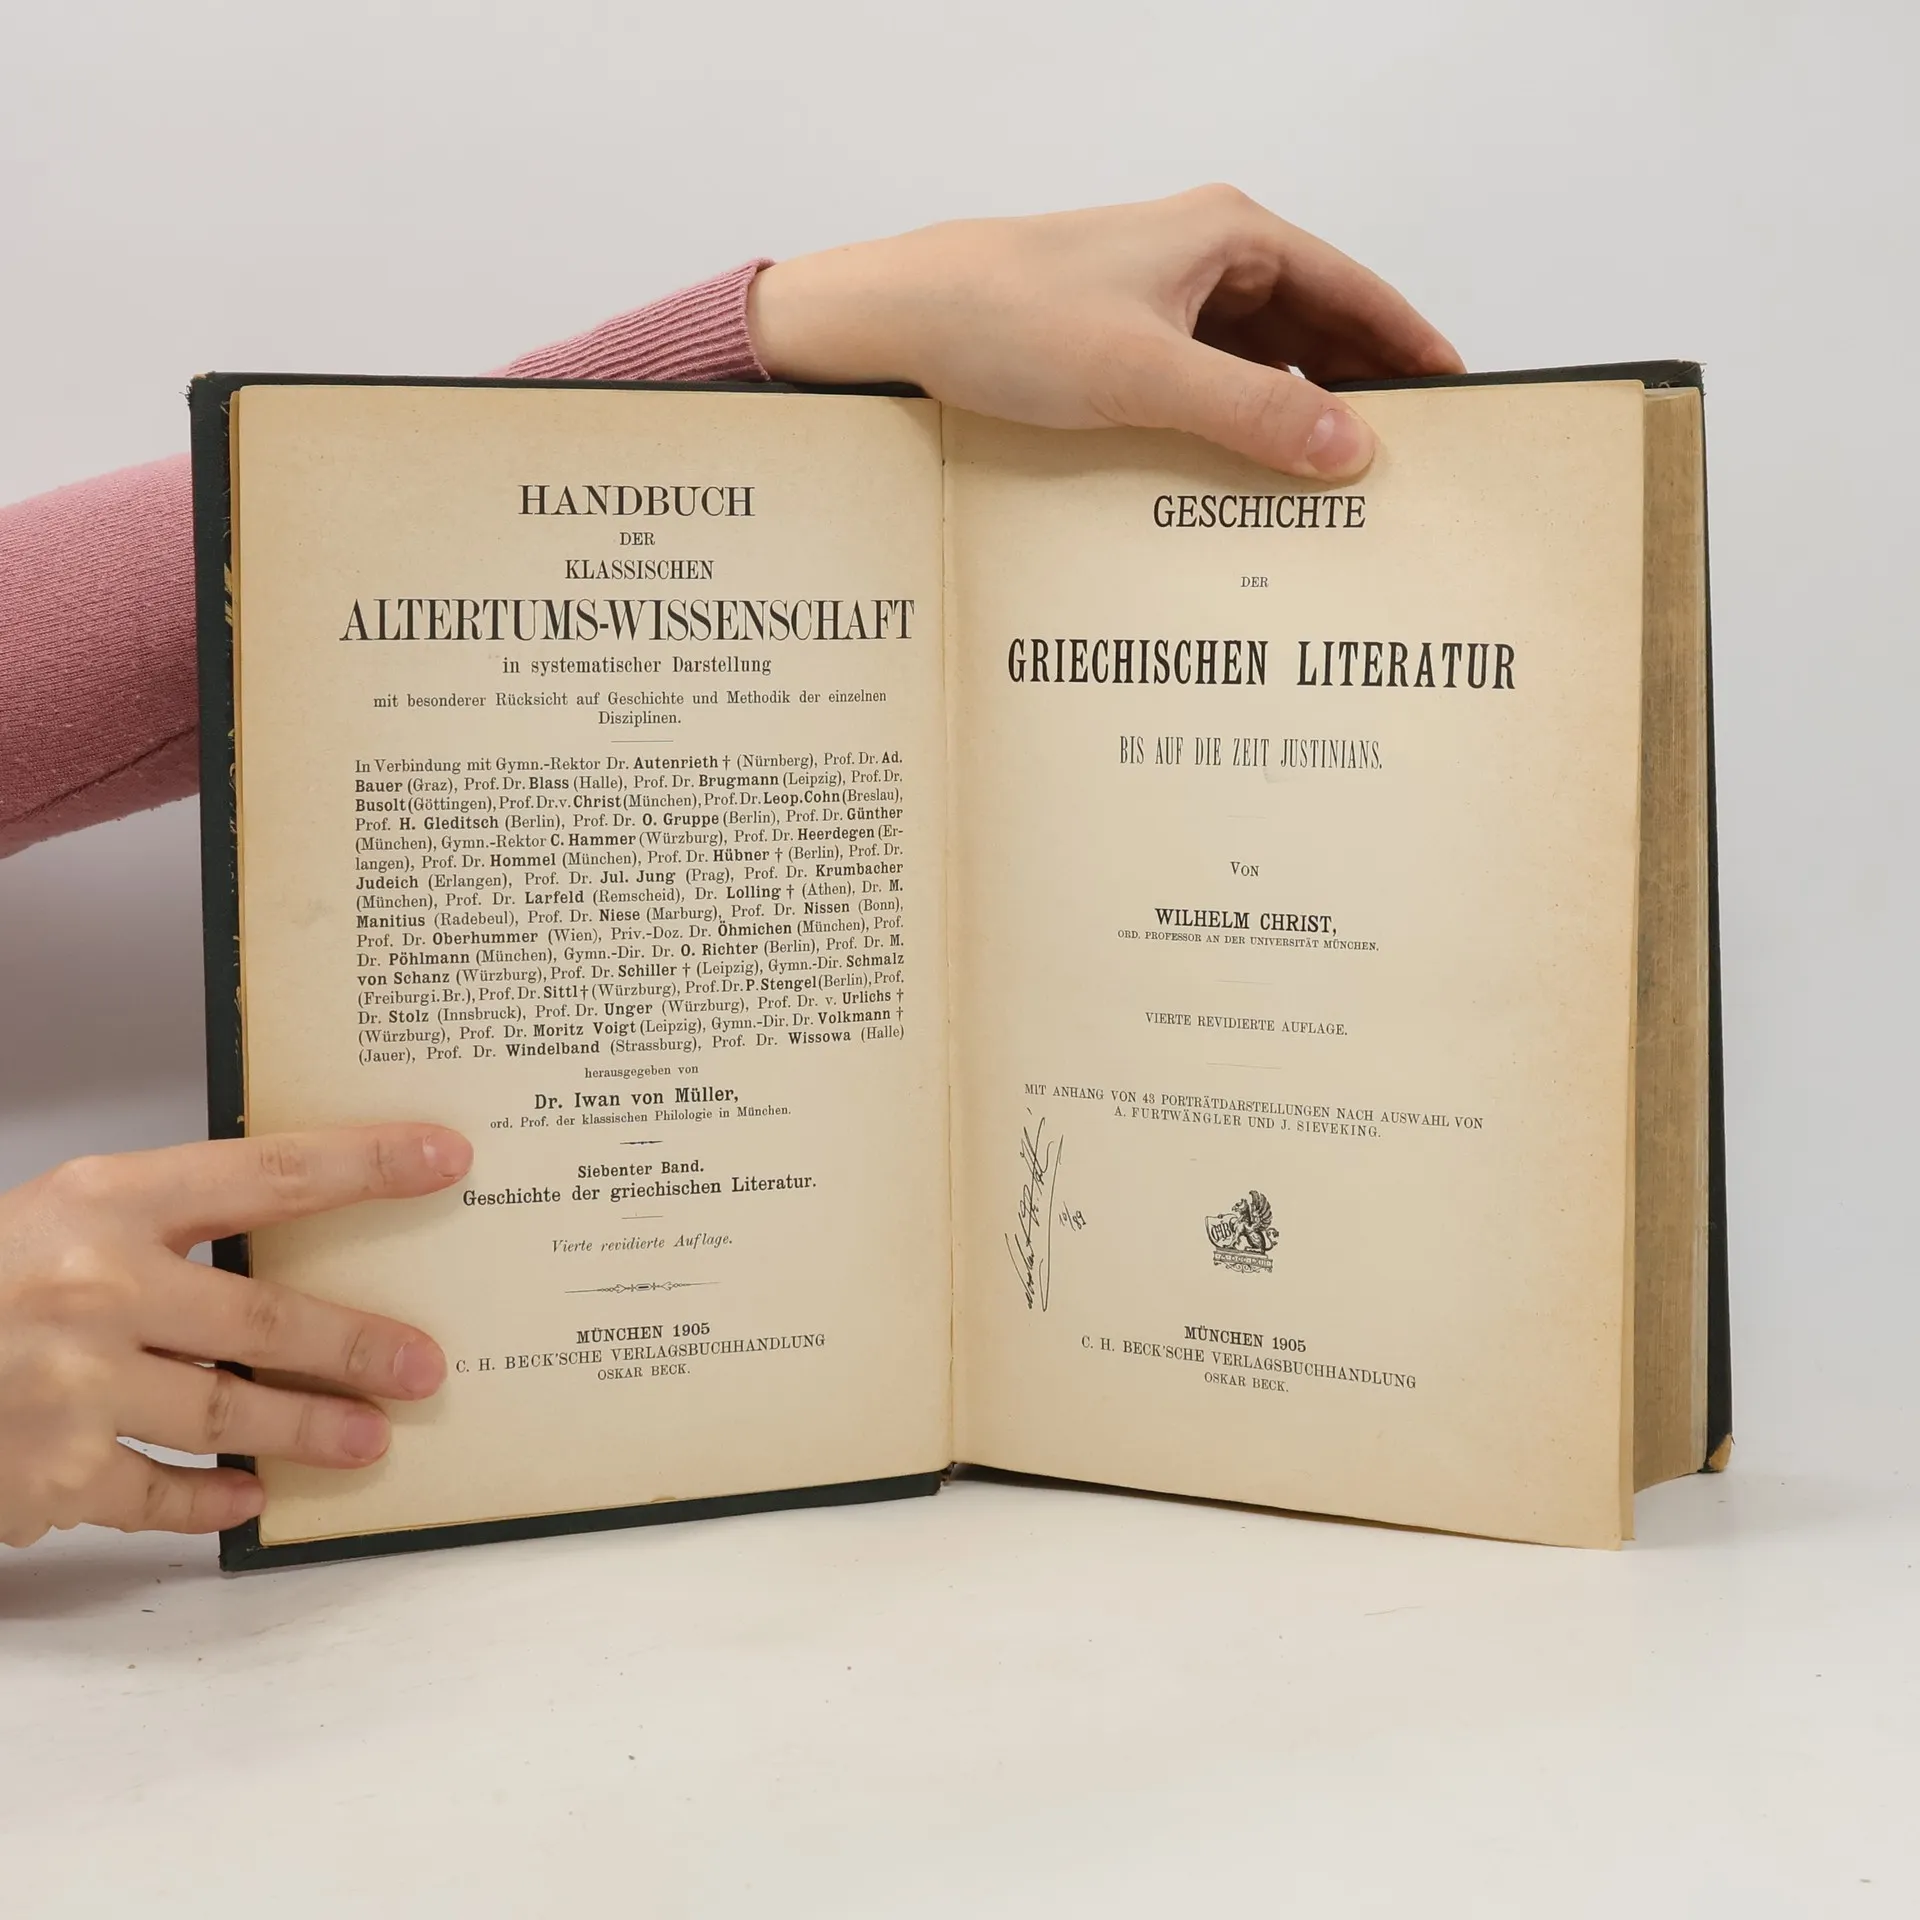 HANDBUCH
DER
KLASSISCHEN
ALTERTUMS-WISSENSCHAFT
in systematischer Darstellung
mit besonderer Rücksicht auf Geschichte und Methodik der einzelnen
Disziplinen.
In Verbindung mit Gymn.-Rektor Dr. Autenrieth † (Nürnberg), Prof. Dr. Ad.
Bauer (Graz), Prof. Dr. Blass (Halle), Prof. Dr. Brugmann (Leipzig), Prof. Dr.
Busolt (Göttingen), Prof. Dr. v. Christ (München), Prof. Dr. Leop. Cohn (Breslau),
Prof. H. Gleditsch (Berlin), Prof. Dr. O. Gruppe (Berlin), Prof. Dr. Günther
(München), Gymn.-Rektor C. Hammer (Würzburg), Prof. Dr. Heerdegen (Er-
langen), Prof. Dr. Hommel (München), Prof. Dr. Hübner † (Berlin), Prof. Dr.
Judeich (Erlangen), Prof. Dr. Jul. Jung (Prag), Prof. Dr. Krumbacher
(München), Prof. Dr. Larfeld (Remscheid), Dr. Lolling † (Athen), Dr. M.
Manitius (Radebeul), Prof. Dr. Niese (Marburg), Prof. Dr. Nissen (Bonn),
Prof. Dr. Oberhummer (Wien), Priv.-Doz. Dr. Öhmichen (München), Prof.
Dr. Pöhlmann (München), Gymn.-Dir. Dr. O. Richter (Berlin), Prof. Dr. M.
von Schanz (Würzburg), Prof. Dr. Schiller † (Leipzig), Gymn.-Dir. Schmalz
(Freiburg i. Br.), Prof. Dr. Sittl † (Würzburg), Prof. Dr. P. Stengel (Berlin), Prof.
Dr. Stolz (Innsbruck), Prof. Dr. Unger (Würzburg), Prof. Dr. v. Urlichs †
(Würzburg), Prof. Dr. Moritz Voigt (Leipzig), Gymn.-Dir. Dr. Volkmann †
(Jauer), Prof. Dr. Windelband (Strassburg), Prof. Dr. Wissowa (Halle)
herausgegeben von
Dr. Iwan von Müller,
ord. Prof. der klassischen Philologie in München.
Siebenter Band.
Geschichte der griechischen Literatur.
Vierte revidierte Auflage.
MÜNCHEN 1905
C. H. BECK'SCHE VERLAGSBUCHHANDLUNG
OSKAR BECK.
GESCHICHTE
DER
GRIECHISCHEN LITERATUR
BIS AUF DIE ZEIT JUSTINIANS.
VON
WILHELM CHRIST,
ORD. PROFESSOR AN DER UNIVERSITÄT MÜNCHEN.
VIERTE REVIDIERTE AUFLAGE.
MIT ANHANG VON 43 PORTRÄTDARSTELLUNGEN NACH AUSWAHL VON
A. FURTWÄNGLER UND J. SIEVEKING.
10/89
CHB
MÜNCHEN 1905
C. H. BECK'SCHE VERLAGSBUCHHANDLUNG
OSKAR BECK.